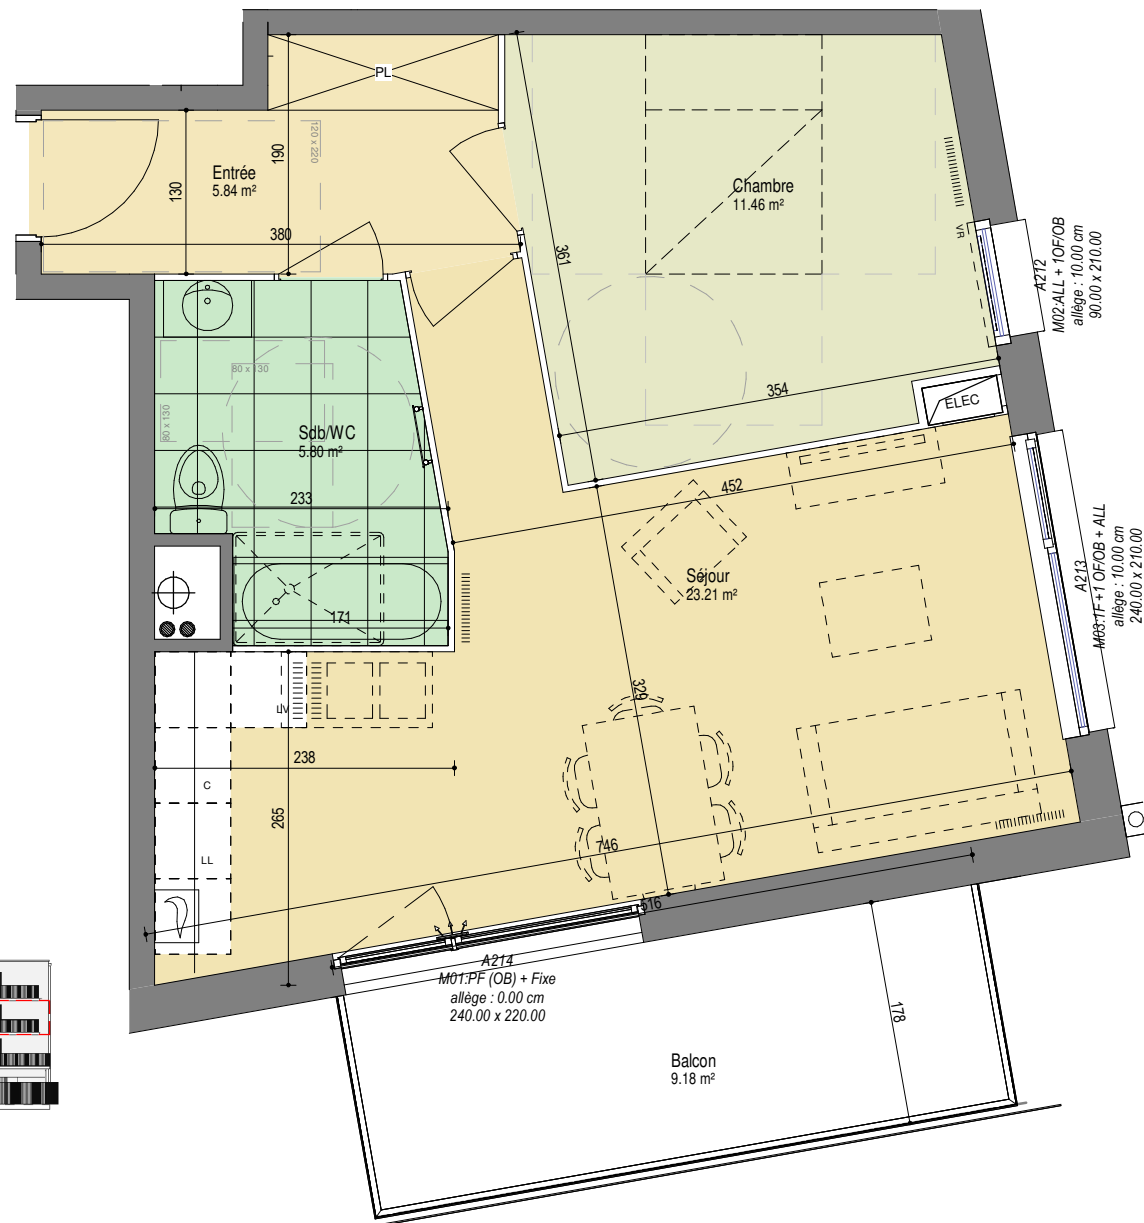 PL
120 x 220
Entrée
5.84 m²
190
130
380
Chambre
11.46 m²
361
354
VR
A212
M02:ALL + 1OF/OB
allège : 10.00 cm
90.00 x 210.00
ELEC
80 x 130
80 x 130
Sdb/WC
5.80 m²
233
171
452
Séjour
23.21 m²
A213
M03:1F+1 OF/OB + ALL
allège : 10.00 cm
240.00 x 210.00
329
LV
238
C
265
LL
746
516
A214
M01:PF (OB) + Fixe
allège : 0.00 cm
240.00 x 220.00
178
Balcon
9.18 m²